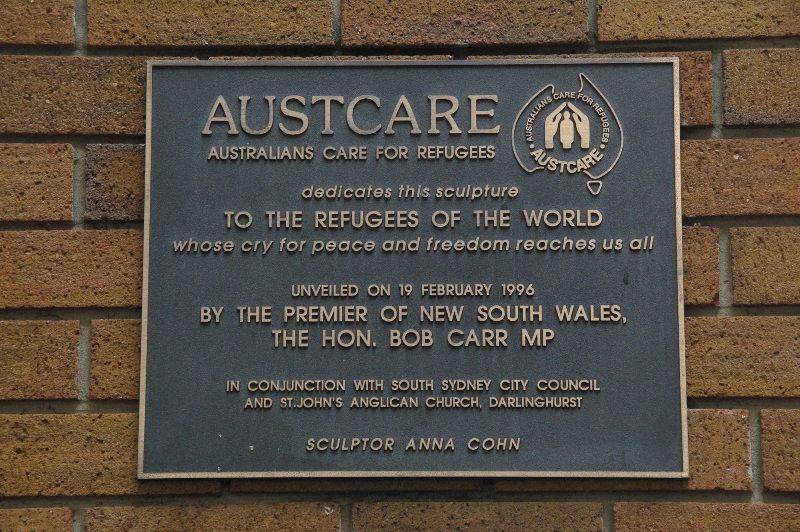 AUSTCARE
AUSTRALIANS CARE FOR REFUGEES
AUSTRALIANS CARE FOR REFUGEES
AUSTCARE
dedicates this sculpture
TO THE REFUGEES OF THE WORLD
whose cry for peace and freedom reaches us all
UNVEILED ON 19 FEBRUARY 1996
BY THE PREMIER OF NEW SOUTH WALES,
THE HON. BOB CARR MP
IN CONJUNCTION WITH SOUTH SYDNEY CITY COUNCIL
AND ST.JOHN'S ANGLICAN CHURCH, DARLINGHURST
SCULPTOR ANNA COHN